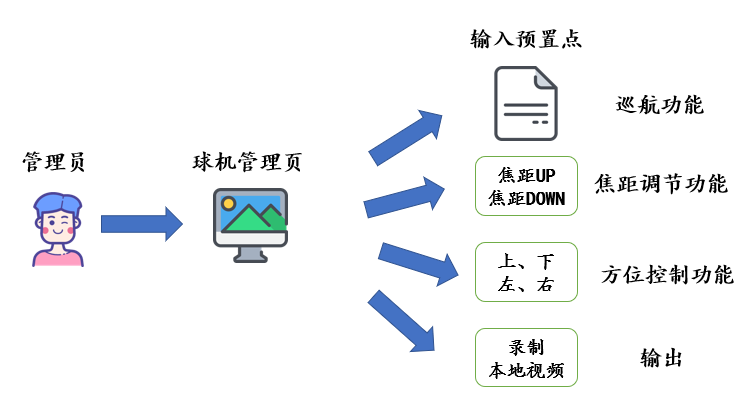 输入预置点
巡航功能
管理员
球机管理页
焦距UP
焦距DOWN
焦距调节功能
上、下
左、右
方位控制功能
录制
本地视频
输出